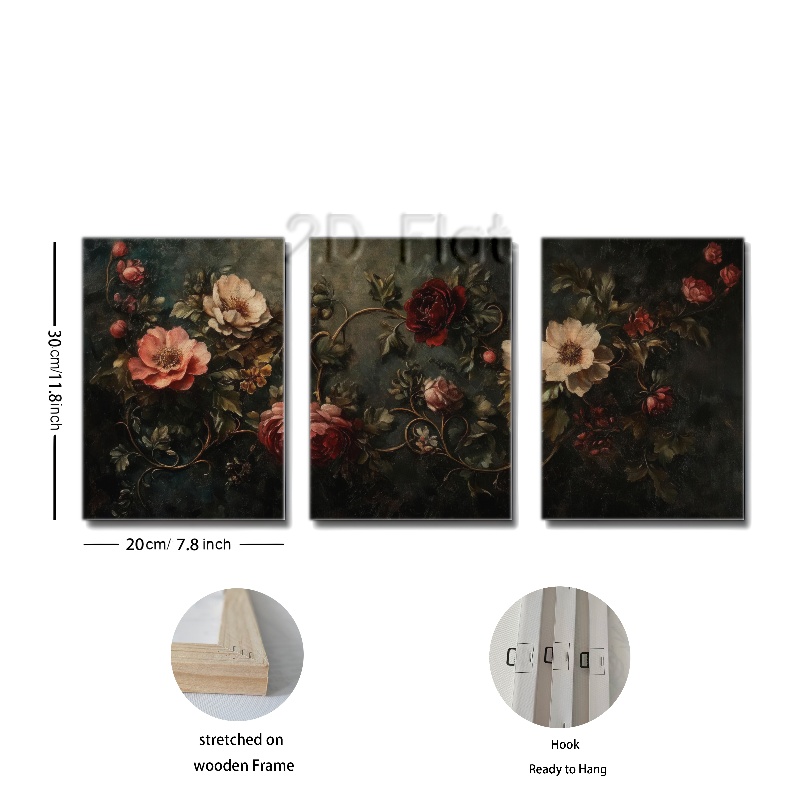 2D Flat
30cm/11.8inch
20cm/ 7.8 inch
stretched on
wooden Frame
Hook
Ready to Hang